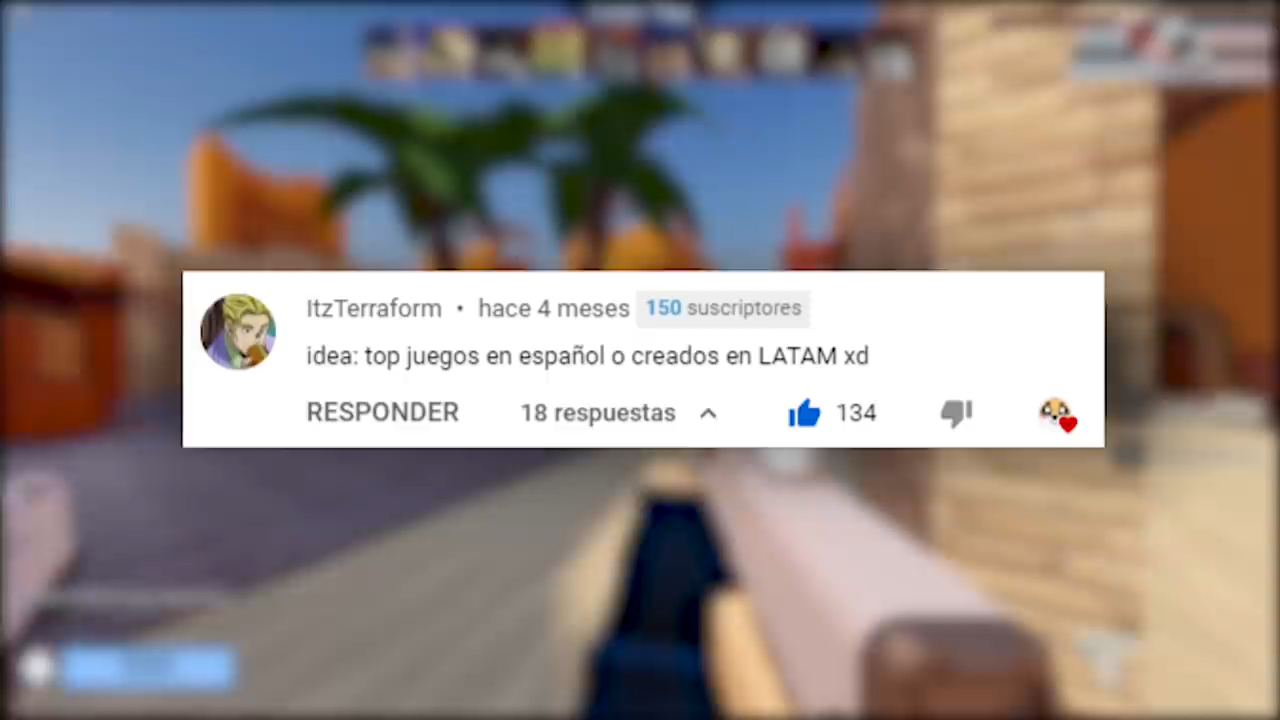 ItzTerraform • hace 4 meses 150 suscriptores
idea: top juegos en español o creados en LATAM xd
RESPONDER 18 respuestas 134